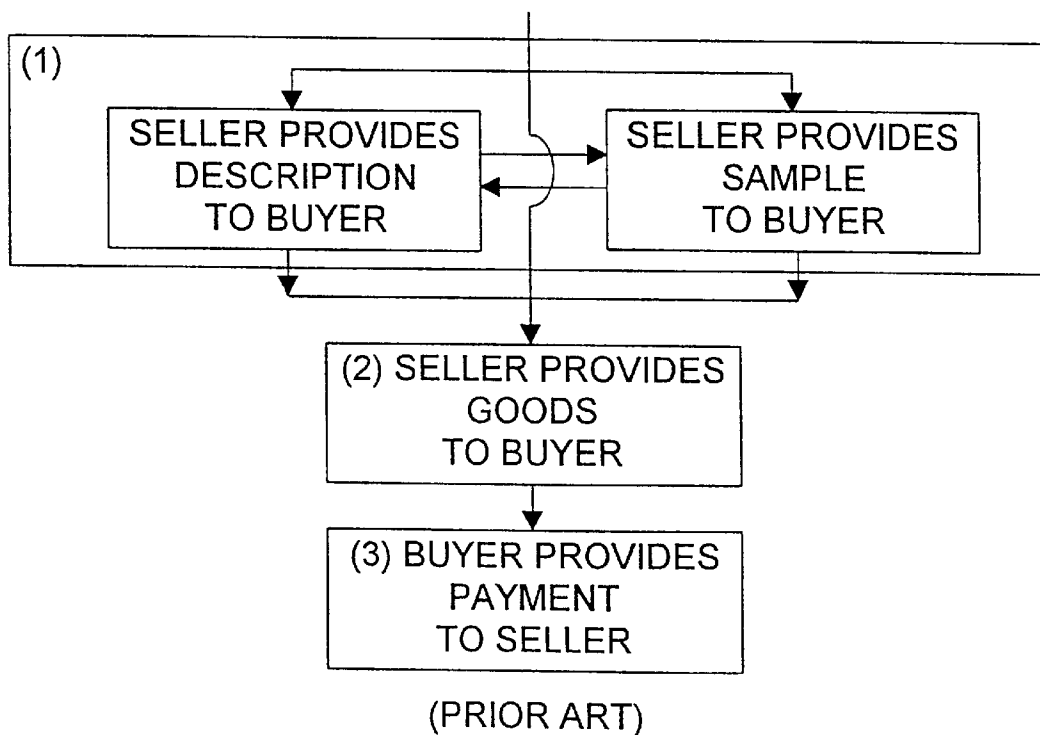 (1)
SELLER PROVIDES
DESCRIPTION
TO BUYER
SELLER PROVIDES
SAMPLE
TO BUYER
(2) SELLER PROVIDES
GOODS
TO BUYER
(3) BUYER PROVIDES
PAYMENT
TO SELLER
(PRIOR ART)